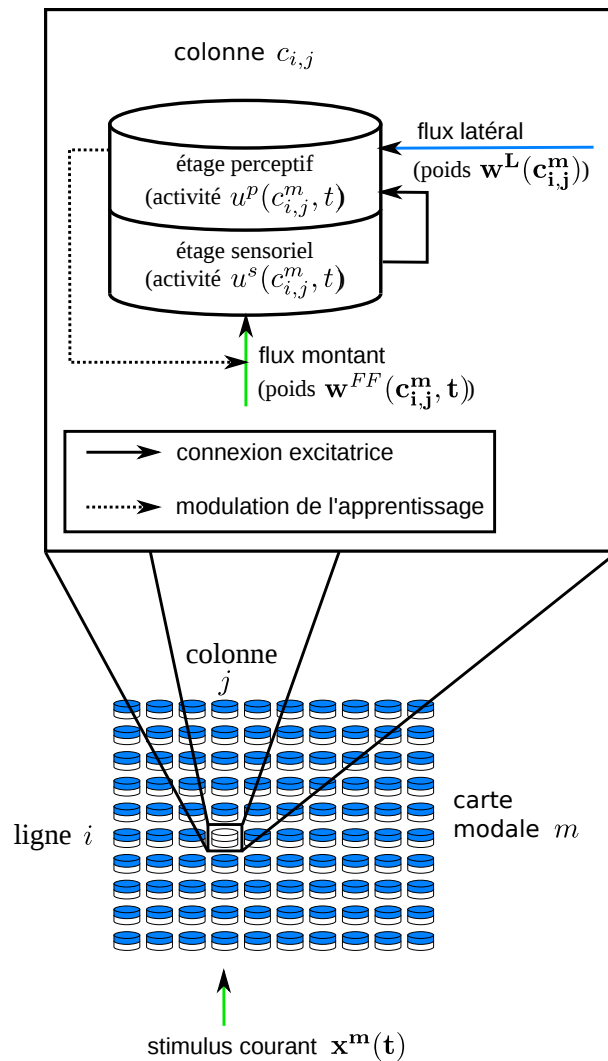 colonne c_{i,j}
flux latéral
(poids w^L(c^m_{i,j}))
étage perceptif
(activité u^p(c^m_{i,j}, t)
étage sensoriel
(activité u^s(c^m_{i,j}, t)
flux montant
(poids w^{FF}(c^m_{i,j}, t))
connexion excitatrice
modulation de l'apprentissage
colonne
j
ligne i
carte
modale m
stimulus courant x^m(t)